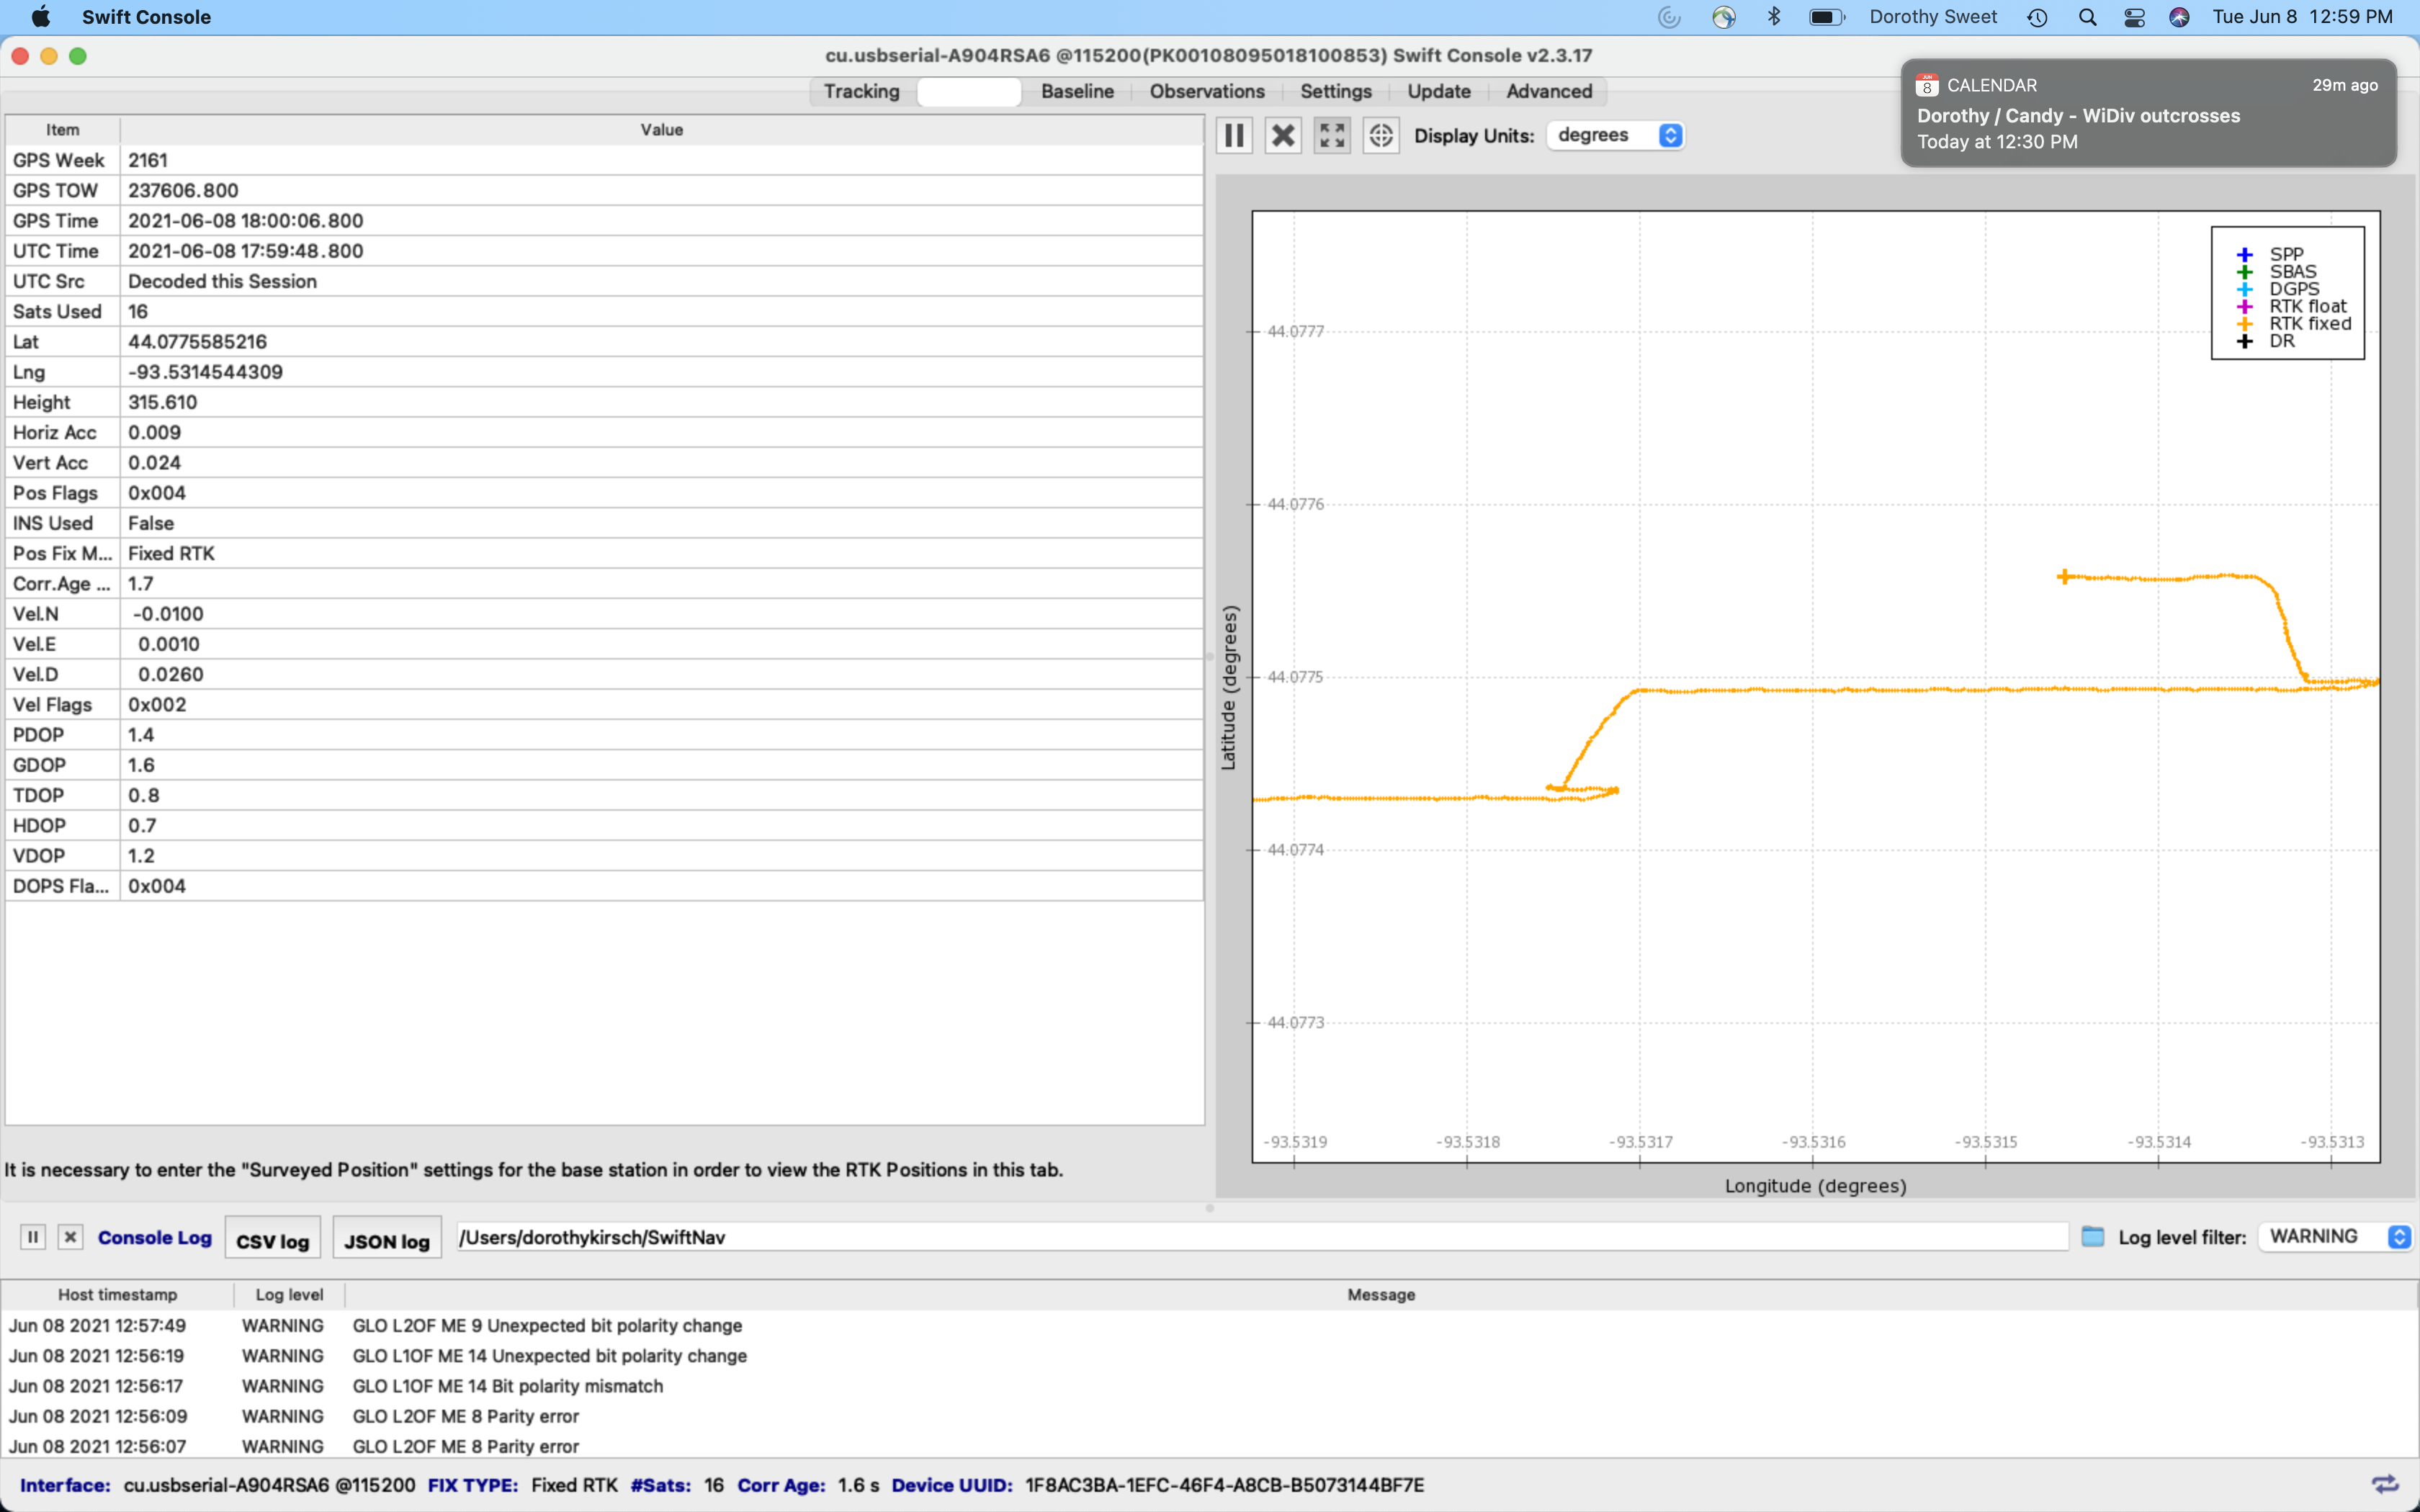 Swift Console
Dorothy Sweet
Tue Jun 8 12:59 PM
cu.usbserial-A904RSA6 @115200(PK00108095018100853) Swift Console v2.3.17
Tracking Baseline Observations Settings Update Advanced
JUN
8
CALENDAR 29m ago
Dorothy / Candy - WiDiv outcrosses
Today at 12:30 PM
Item Value
GPS Week 2161
GPS TOW 237606.800
GPS Time 2021-06-08 18:00:06.800
UTC Time 2021-06-08 17:59:48.800
UTC Src Decoded this Session
Sats Used 16
Lat 44.0775585216
Lng -93.5314544309
Height 315.610
Horiz Acc 0.009
Vert Acc 0.024
Pos Flags 0x004
INS Used False
Pos Fix M... Fixed RTK
Corr.Age ... 1.7
Vel.N -0.0100
Vel.E 0.0010
Vel.D 0.0260
Vel Flags 0x002
PDOP 1.4
GDOP 1.6
TDOP 0.8
HDOP 0.7
VDOP 1.2
DOPS Fla... 0x004
It is necessary to enter the "Surveyed Position" settings for the base station in order to view the RTK Positions in this tab.
Display Units: degrees
SPP
SBAS
DGPS
RTK float
RTK fixed
DR
44.0777
44.0776
44.0775
44.0774
44.0773
Latitude (degrees)
-93.5319 -93.5318 -93.5317 -93.5316 -93.5315 -93.5314 -93.5313
Longitude (degrees)
Console Log CSV log JSON log /Users/dorothykirsch/SwiftNav Log level filter: WARNING
Host timestamp Log level Message
Jun 08 2021 12:57:49 WARNING GLO L2OF ME 9 Unexpected bit polarity change
Jun 08 2021 12:56:19 WARNING GLO L1OF ME 14 Unexpected bit polarity change
Jun 08 2021 12:56:17 WARNING GLO L1OF ME 14 Bit polarity mismatch
Jun 08 2021 12:56:09 WARNING GLO L2OF ME 8 Parity error
Jun 08 2021 12:56:07 WARNING GLO L2OF ME 8 Parity error
Interface: cu.usbserial-A904RSA6 @115200 FIX TYPE: Fixed RTK #Sats: 16 Corr Age: 1.6 s Device UUID: 1F8AC3BA-1EFC-46F4-A8CB-B5073144BF7E